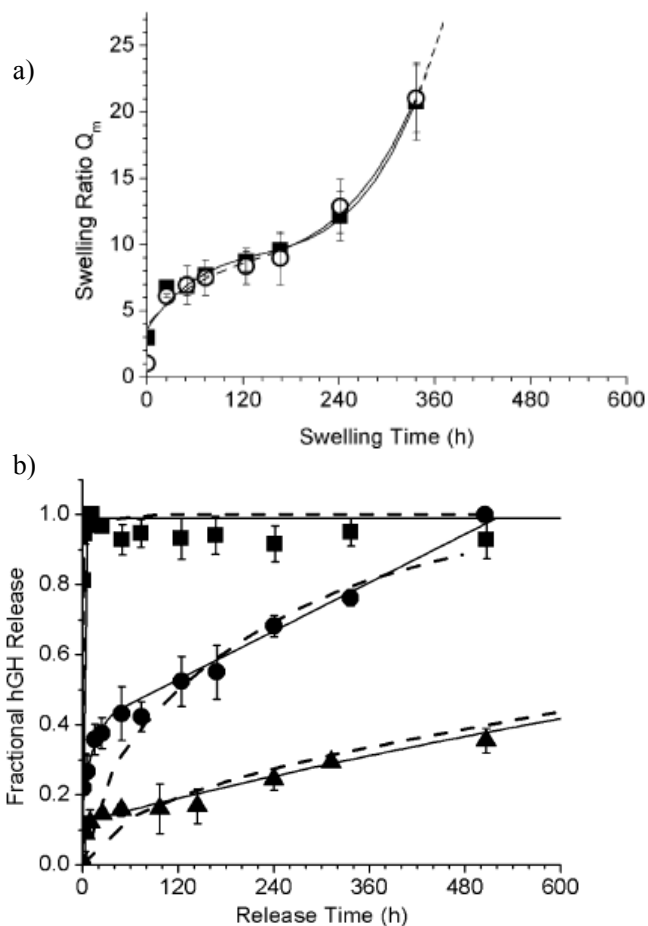 a)
Swelling Ratio Qm
25
20
15
10
5
0
0 120 240 360 480 600
Swelling Time (h)
b)
Fractional hGH Release
1.0
0.8
0.6
0.4
0.2
0.0
0 120 240 360 480 600
Release Time (h)